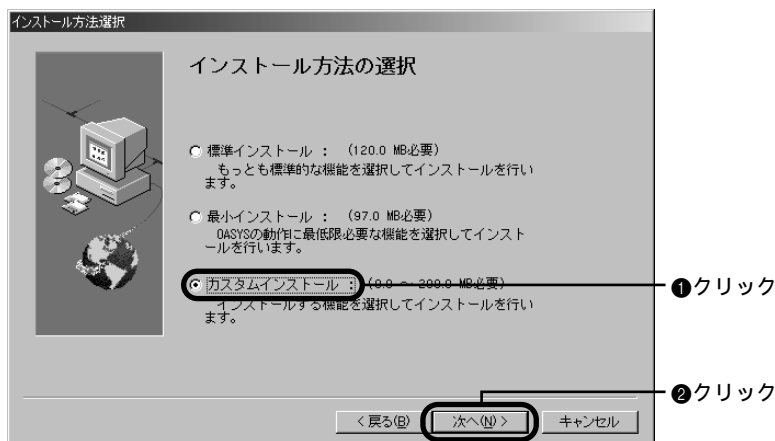 インストール方法選択
インストール方法の選択
標準インストール : (120.0 MB必要)
もっとも標準的な機能を選択してインストールを行い
ます。
最小インストール : (97.0 MB必要)
OASYSの動作に最低限必要な機能を選択してインスト
ールを行います。
カスタムインストール : (0.0 ～ 200.0 MB必要)
インストールする機能を選択してインストールを行い
ます。
❶クリック
❷クリック
<戻る(B) 次へ(N)> キャンセル